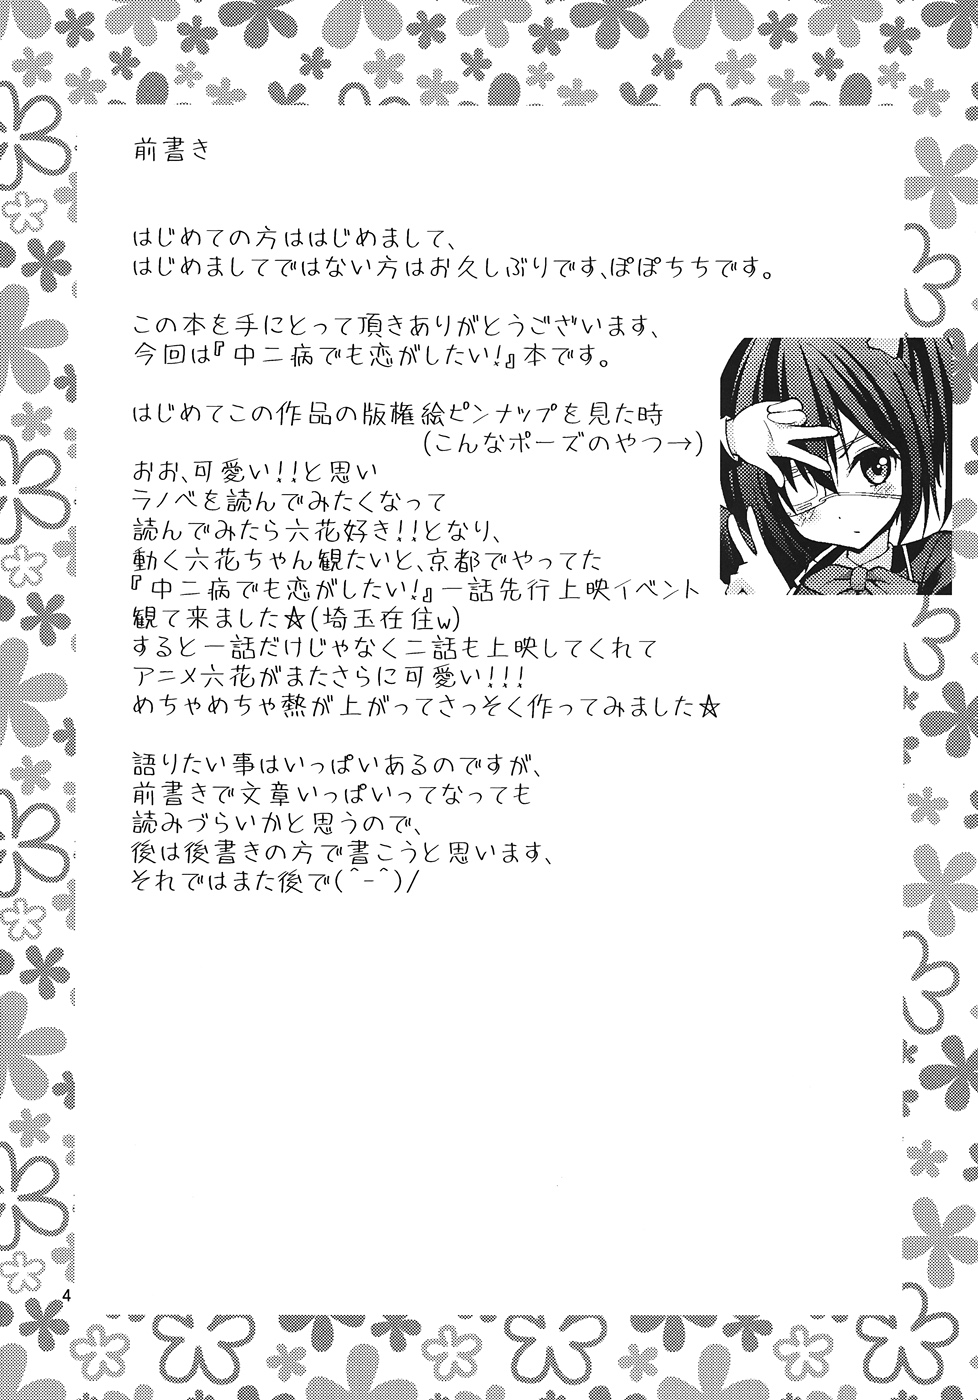 前書き
はじめての方ははじめまして、
はじめましてではない方はお久しぶりです、ぽぽちちです。
この本を手にとって頂きありがとうございます、
今回は『中二病でも恋がしたい!』本です。
はじめてこの作品の版権絵ピンナップを見た時
(こんなポーズのやつ→)
おお、可愛い!!と思い
ラノベを読んでみたくなって
読んでみたら六花好き!!となり、
動く六花ちゃん観たいと、京都でやってた
『中二病でも恋がしたい!』一話先行上映イベント
観て来ました☆(埼玉在住w)
すると一話だけじゃなく二話も上映してくれて
アニメ六花がまたさらに可愛い!!!
めちゃめちゃ熱が上がってさっそく作ってみました☆
語りたい事はいっぱいあるのですが、
前書きで文章いっぱいってなっても
読みづらいかと思うので、
後は後書きの方で書こうと思います、
それではまた後で(^-^)/
4